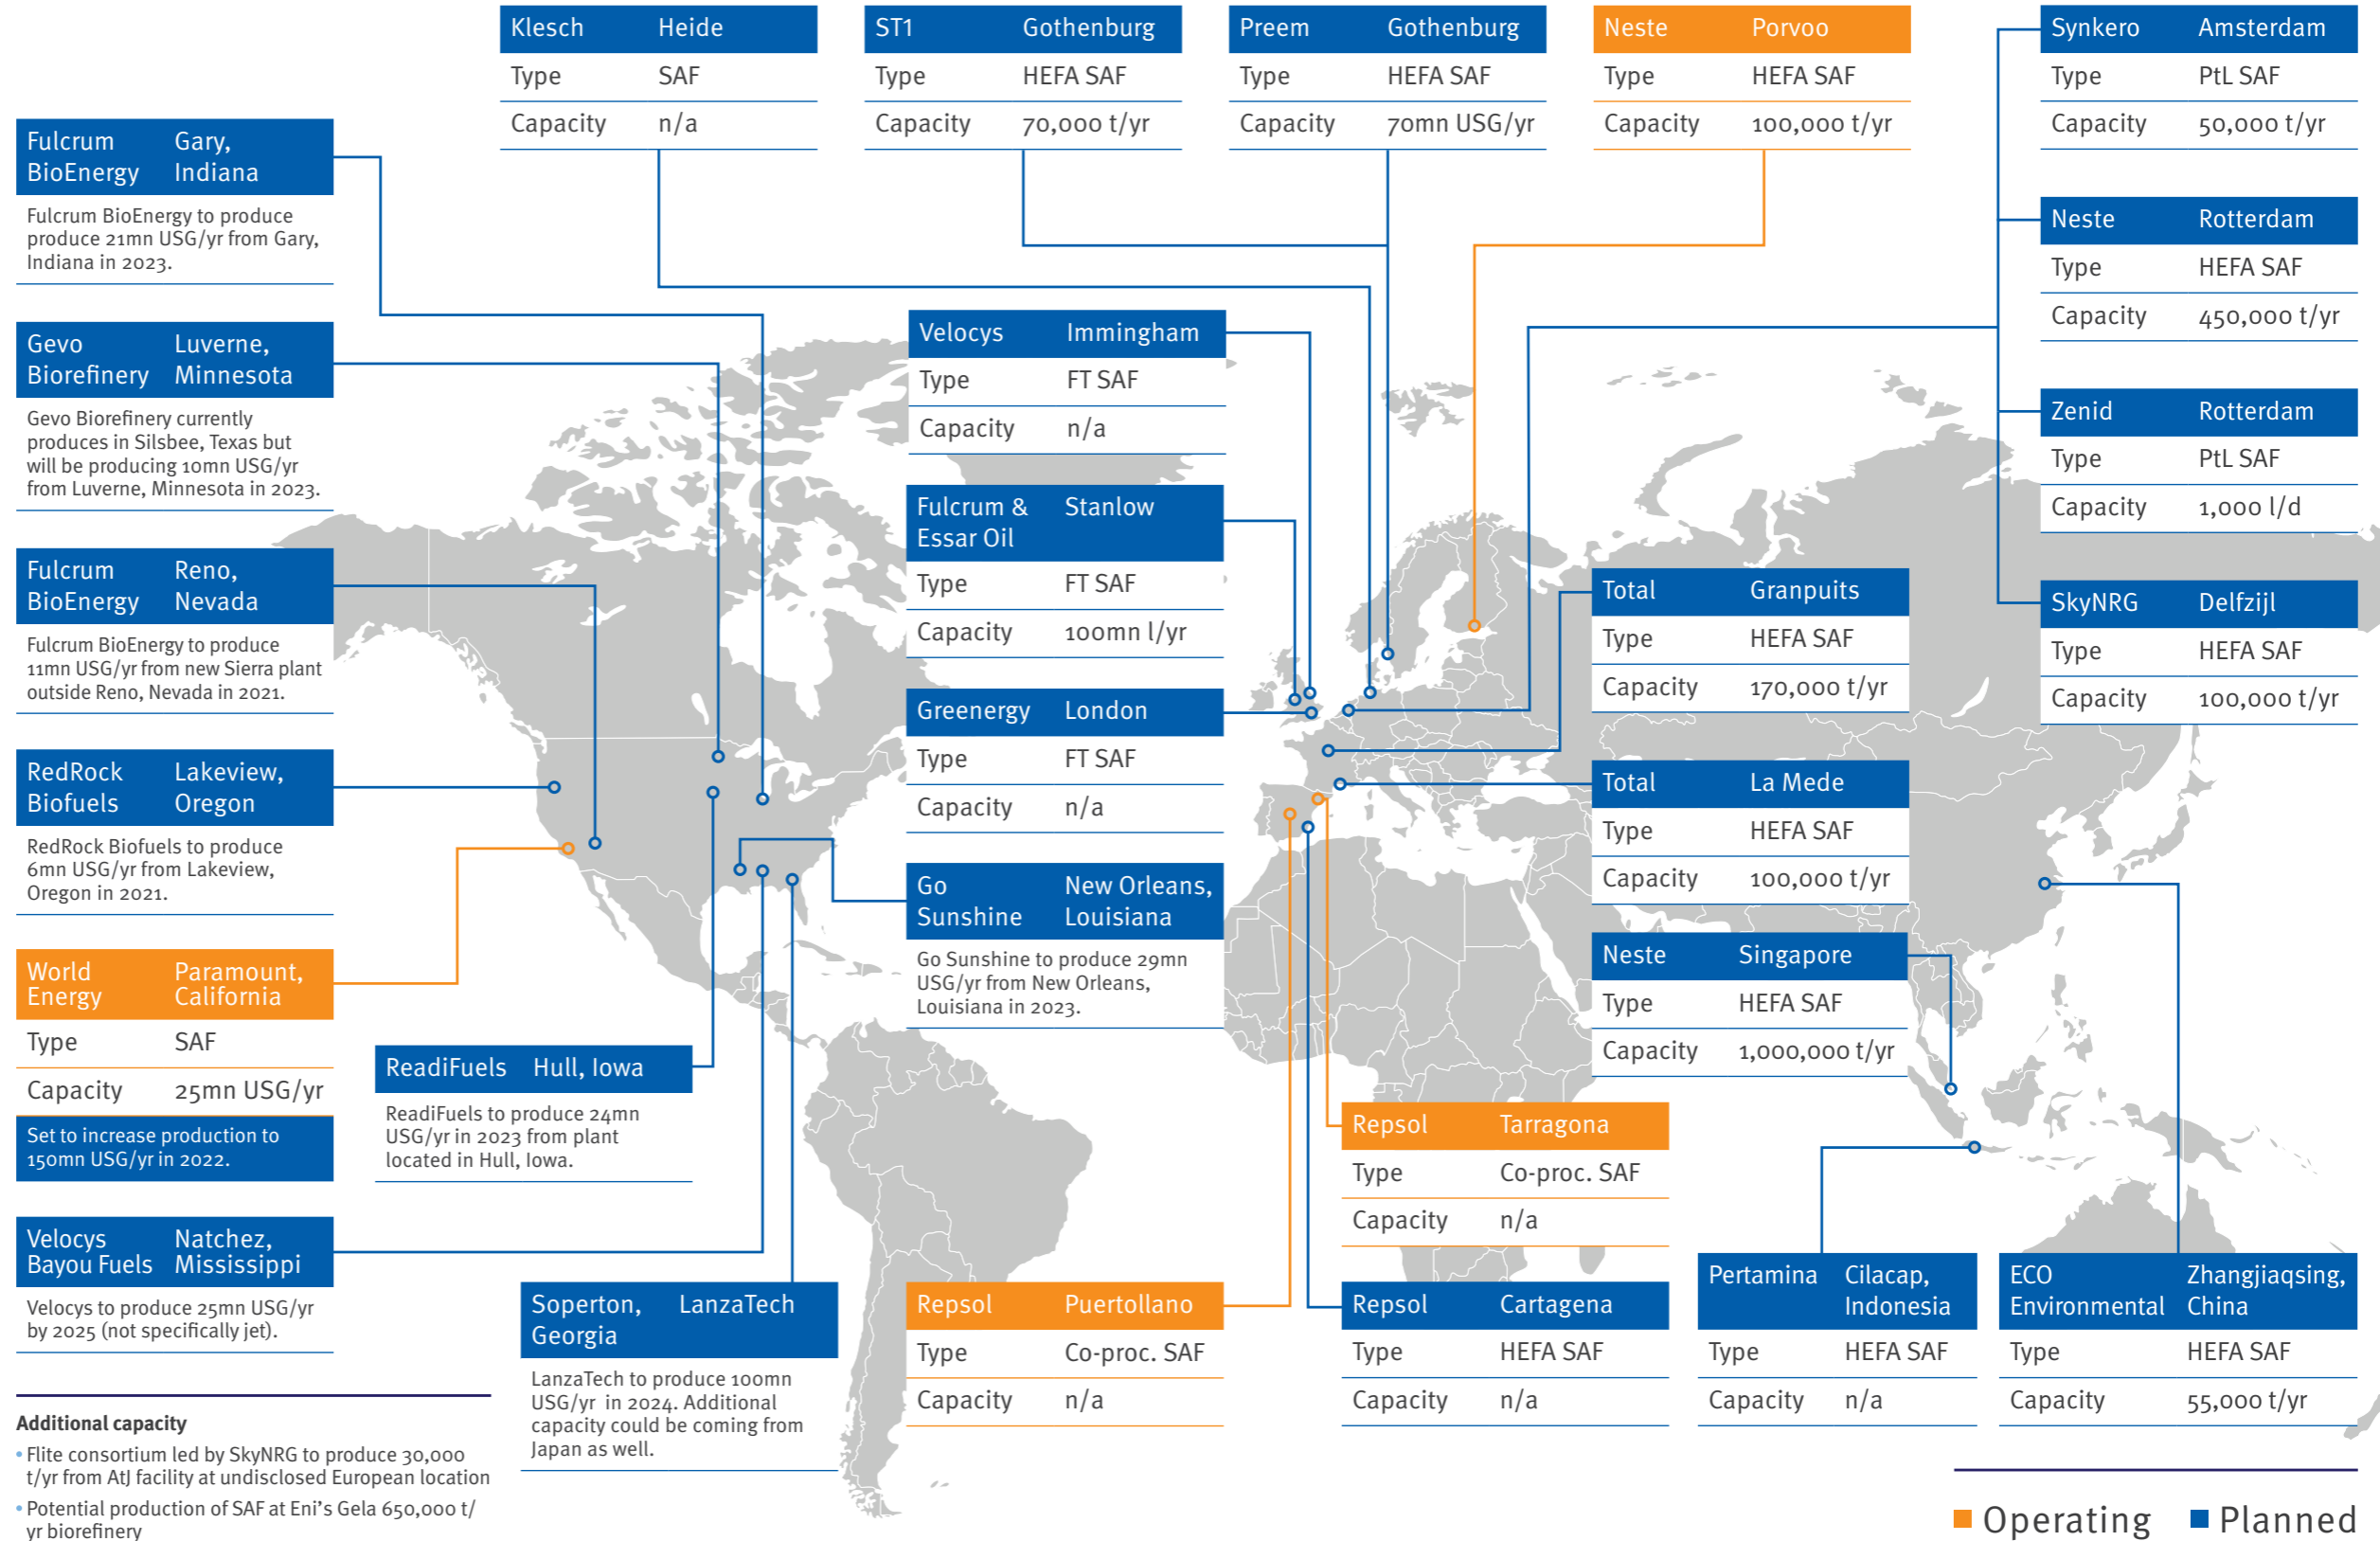 Klesch Heide
Type SAF
Capacity n/a
ST1 Gothenburg
Type HEFA SAF
Capacity 70,000 t/yr
Preem Gothenburg
Type HEFA SAF
Capacity 70mn USG/yr
Neste Porvoo
Type HEFA SAF
Capacity 100,000 t/yr
Synkero Amsterdam
Type PtL SAF
Capacity 50,000 t/yr
Neste Rotterdam
Type HEFA SAF
Capacity 450,000 t/yr
Zenid Rotterdam
Type PtL SAF
Capacity 1,000 l/d
SkyNRG Delfzijl
Type HEFA SAF
Capacity 100,000 t/yr
Fulcrum Gary,
BioEnergy Indiana
Fulcrum BioEnergy to produce
produce 21mn USG/yr from Gary,
Indiana in 2023.
Gevo Luverne,
Biorefinery Minnesota
Gevo Biorefinery currently
produces in Silsbee, Texas but
will be producing 10mn USG/yr
from Luverne, Minnesota in 2023.
Fulcrum Reno,
BioEnergy Nevada
Fulcrum BioEnergy to produce
11mn USG/yr from new Sierra plant
outside Reno, Nevada in 2021.
RedRock Lakeview,
Biofuels Oregon
RedRock Biofuels to produce
6mn USG/yr from Lakeview,
Oregon in 2021.
World Paramount,
Energy California
Type SAF
Capacity 25mn USG/yr
Set to increase production to
150mn USG/yr in 2022.
Velocys Natchez,
Bayou Fuels Mississippi
Velocys to produce 25mn USG/yr
by 2025 (not specifically jet).
ReadiFuels Hull, Iowa
ReadiFuels to produce 24mn
USG/yr in 2023 from plant
located in Hull, Iowa.
Soperton, LanzaTech
Georgia
LanzaTech to produce 100mn
USG/yr in 2024. Additional
capacity could be coming from
Japan as well.
Velocys Immingham
Type FT SAF
Capacity n/a
Fulcrum & Stanlow
Essar Oil
Type FT SAF
Capacity 100mn l/yr
Greenergy London
Type FT SAF
Capacity n/a
Go New Orleans,
Sunshine Louisiana
Go Sunshine to produce 29mn
USG/yr from New Orleans,
Louisiana in 2023.
Total Granpuits
Type HEFA SAF
Capacity 170,000 t/yr
Total La Mede
Type HEFA SAF
Capacity 100,000 t/yr
Neste Singapore
Type HEFA SAF
Capacity 1,000,000 t/yr
Repsol Tarragona
Type Co-proc. SAF
Capacity n/a
Repsol Puertollano
Type Co-proc. SAF
Capacity n/a
Repsol Cartagena
Type HEFA SAF
Capacity n/a
Pertamina Cilacap,
Indonesia
Type HEFA SAF
Capacity n/a
ECO Zhangjiaqsing,
Environmental China
Type HEFA SAF
Capacity 55,000 t/yr
Additional capacity
• Flite consortium led by SkyNRG to produce 30,000
t/yr from AtJ facility at undisclosed European location
• Potential production of SAF at Eni's Gela 650,000 t/
yr biorefinery
Operating Planned